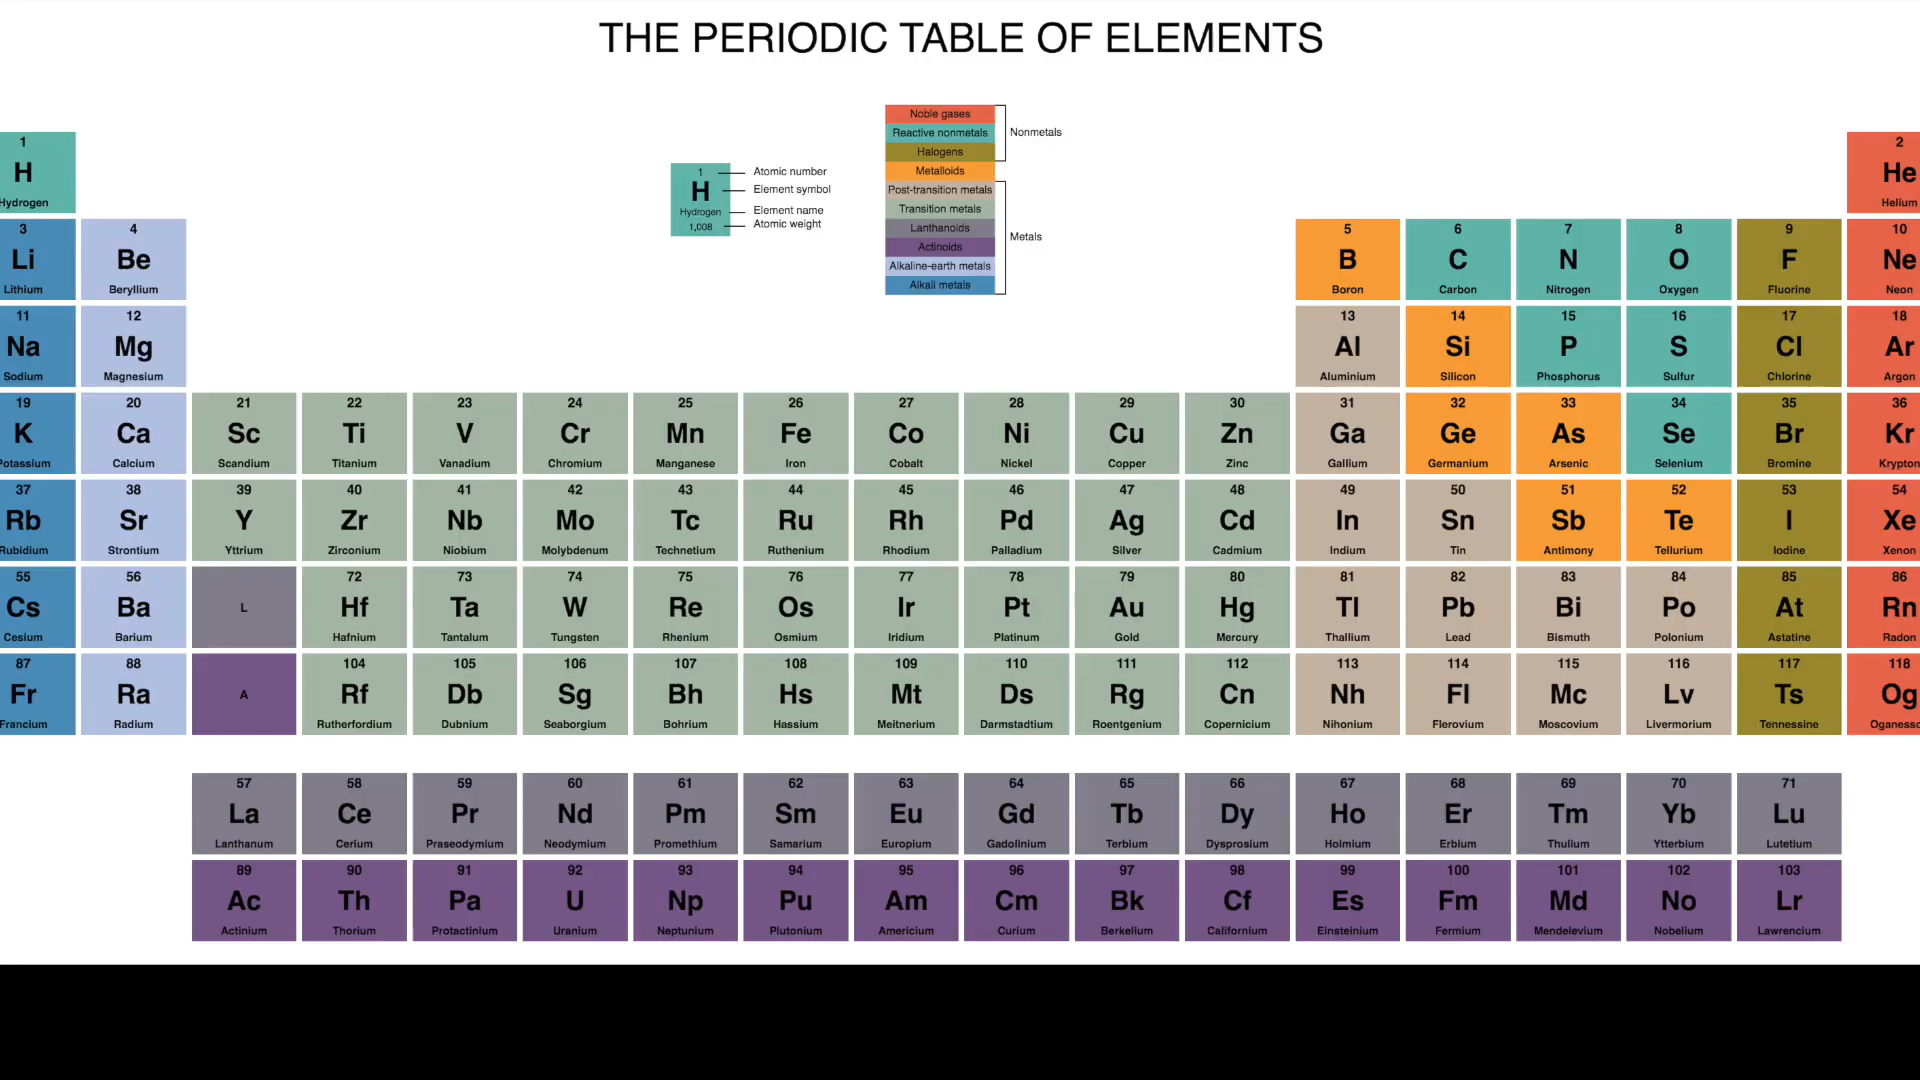 THE PERIODIC TABLE OF ELEMENTS
Noble gases
Reactive nonmetals
Halogens
Metalloids
Post-transition metals
Transition metals
Lanthanoids
Actinoids
Alkaline-earth metals
Alkali metals
Nonmetals
Metals
1 Atomic number
H Element symbol
Hydrogen Element name
1,008 Atomic weight
1 2
H He
Hydrogen Helium
3 4 5 6 7 8 9 10
Li Be B C N O F Ne
Lithium Beryllium Boron Carbon Nitrogen Oxygen Fluorine Neon
11 12 13 14 15 16 17 18
Na Mg Al Si P S Cl Ar
Sodium Magnesium Aluminium Silicon Phosphorus Sulfur Chlorine Argon
19 20 21 22 23 24 25 26 27 28 29 30 31 32 33 34 35 36
K Ca Sc Ti V Cr Mn Fe Co Ni Cu Zn Ga Ge As Se Br Kr
Potassium Calcium Scandium Titanium Vanadium Chromium Manganese Iron Cobalt Nickel Copper Zinc Gallium Germanium Arsenic Selenium Bromine Krypton
37 38 39 40 41 42 43 44 45 46 47 48 49 50 51 52 53 54
Rb Sr Y Zr Nb Mo Tc Ru Rh Pd Ag Cd In Sn Sb Te I Xe
Rubidium Strontium Yttrium Zirconium Niobium Molybdenum Technetium Ruthenium Rhodium Palladium Silver Cadmium Indium Tin Antimony Tellurium Iodine Xenon
55 56 72 73 74 75 76 77 78 79 80 81 82 83 84 85 86
Cs Ba L Hf Ta W Re Os Ir Pt Au Hg Tl Pb Bi Po At Rn
Cesium Barium Hafnium Tantalum Tungsten Rhenium Osmium Iridium Platinum Gold Mercury Thallium Lead Bismuth Polonium Astatine Radon
87 88 104 105 106 107 108 109 110 111 112 113 114 115 116 117 118
Fr Ra A Rf Db Sg Bh Hs Mt Ds Rg Cn Nh Fl Mc Lv Ts Og
Francium Radium Rutherfordium Dubnium Seaborgium Bohrium Hassium Meitnerium Darmstadtium Roentgenium Copernicium Nihonium Flerovium Moscovium Livermorium Tennessine Oganesso
57 58 59 60 61 62 63 64 65 66 67 68 69 70 71
La Ce Pr Nd Pm Sm Eu Gd Tb Dy Ho Er Tm Yb Lu
Lanthanum Cerium Praseodymium Neodymium Promethium Samarium Europium Gadolinium Terbium Dysprosium Holmium Erbium Thulium Ytterbium Lutetium
89 90 91 92 93 94 95 96 97 98 99 100 101 102 103
Ac Th Pa U Np Pu Am Cm Bk Cf Es Fm Md No Lr
Actinium Thorium Protactinium Uranium Neptunium Plutonium Americium Curium Berkelium Californium Einsteinium Fermium Mendelevium Nobelium Lawrencium